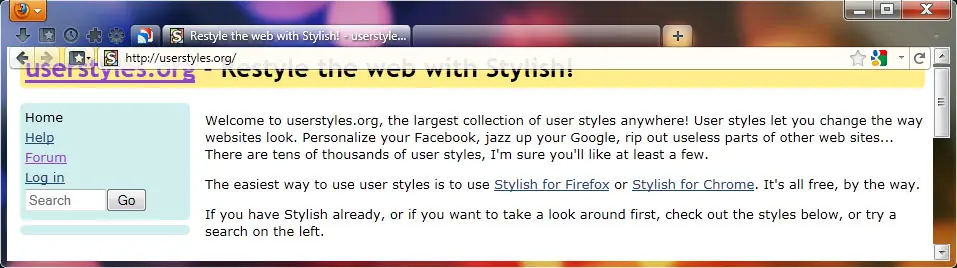 Restyle the web with Stylish! - userstyle...
http://userstyles.org/
userstyles.org - Restyle the web with Stylish!
Home
Help
Forum
Log in
Search Go
Welcome to userstyles.org, the largest collection of user styles anywhere! User styles let you change the way
websites look. Personalize your Facebook, jazz up your Google, rip out useless parts of other web sites...
There are tens of thousands of user styles, I'm sure you'll like at least a few.
The easiest way to use user styles is to use Stylish for Firefox or Stylish for Chrome. It's all free, by the way.
If you have Stylish already, or if you want to take a look around first, check out the styles below, or try a
search on the left.